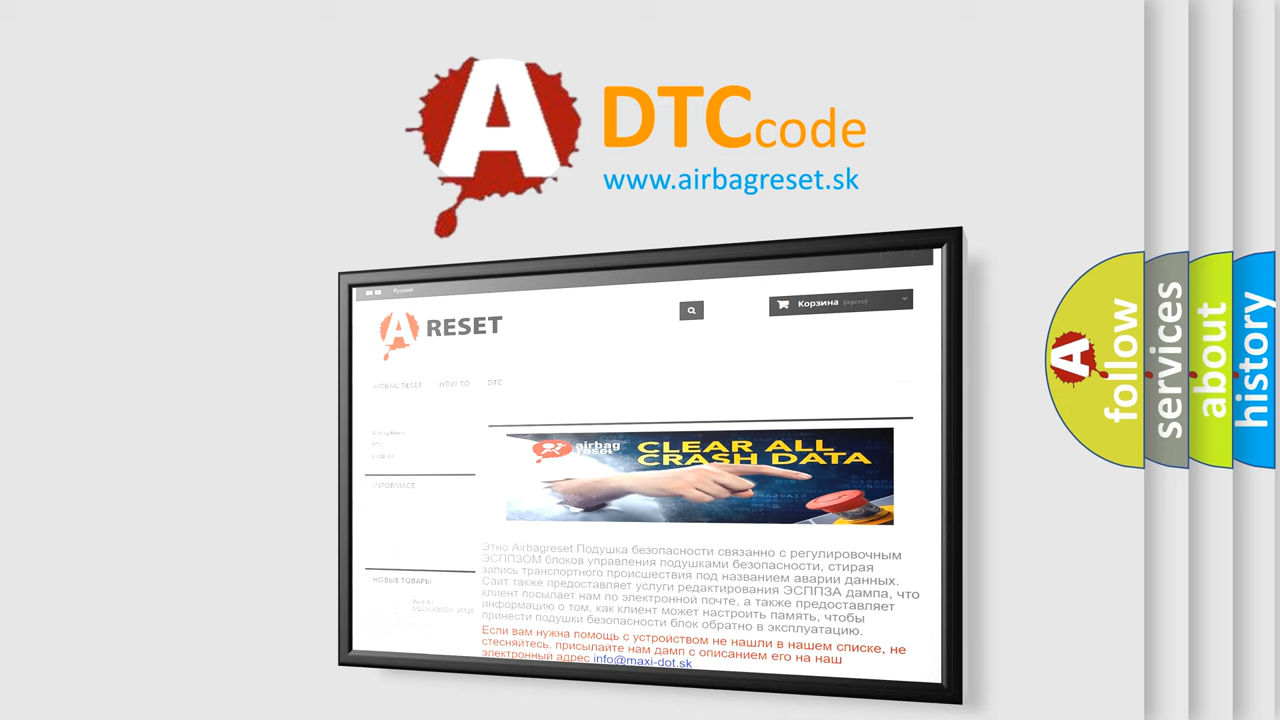 A
DTCcode
www.airbagreset.sk
Русский
Корзина (пусто)
A RESET
AIRBAG RESET HOW TO DTC
INFORMACE
airbag
reset
CLEAR ALL
CRASH DATA
Этно Airbagreset Подушка безопасности связанно с регулировочным
ЭСППЗОМ блоков управления подушками безопасности, стирая
запись транспортного происшествия под названием аварии данных.
Сайт также предоставляет услуги редактирования ЭСППЗА дампа, что
клиент посылает нам по электронной почте, а также предоставляет
информацию о том, как клиент может настроить память, чтобы
принести подушки безопасности блок обратно в эксплуатацию.
Если вам нужна помощь с устройством не нашли в нашем списке, не
стесняйтесь, присылайте нам дамп с описанием его на наш
электронный адрес info@maxi-dot.sk
НОВЫЕ ТОВАРЫ
A
follow
services
about
history